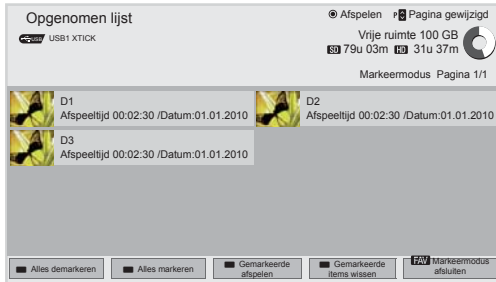 Opgenomen lijst
Afspelen P Pagina gewijzigd
USB USB1 XTICK
Vrije ruimte 100 GB
SD 79u 03m HD 31u 37m
Markeermodus Pagina 1/1
D1
Afspeeltijd 00:02:30 /Datum:01.01.2010
D2
Afspeeltijd 00:02:30 /Datum:01.01.2010
D3
Afspeeltijd 00:02:30 /Datum:01.01.2010
Alles demarkeren
Alles markeren
Gemarkeerde
afspelen
Gemarkeerde
items wissen
FAV Markeermodus
afsluiten